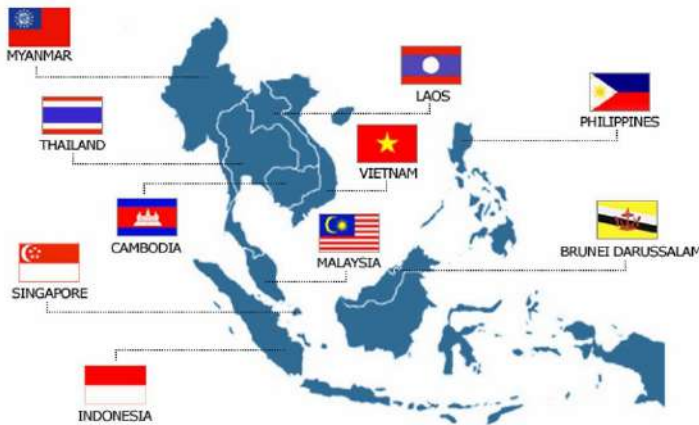 MYANMAR
LAOS
PHILIPPINES
THAILAND
VIETNAM
CAMBODIA
MALAYSIA
BRUNEI DARUSSALAM
SINGAPORE
INDONESIA